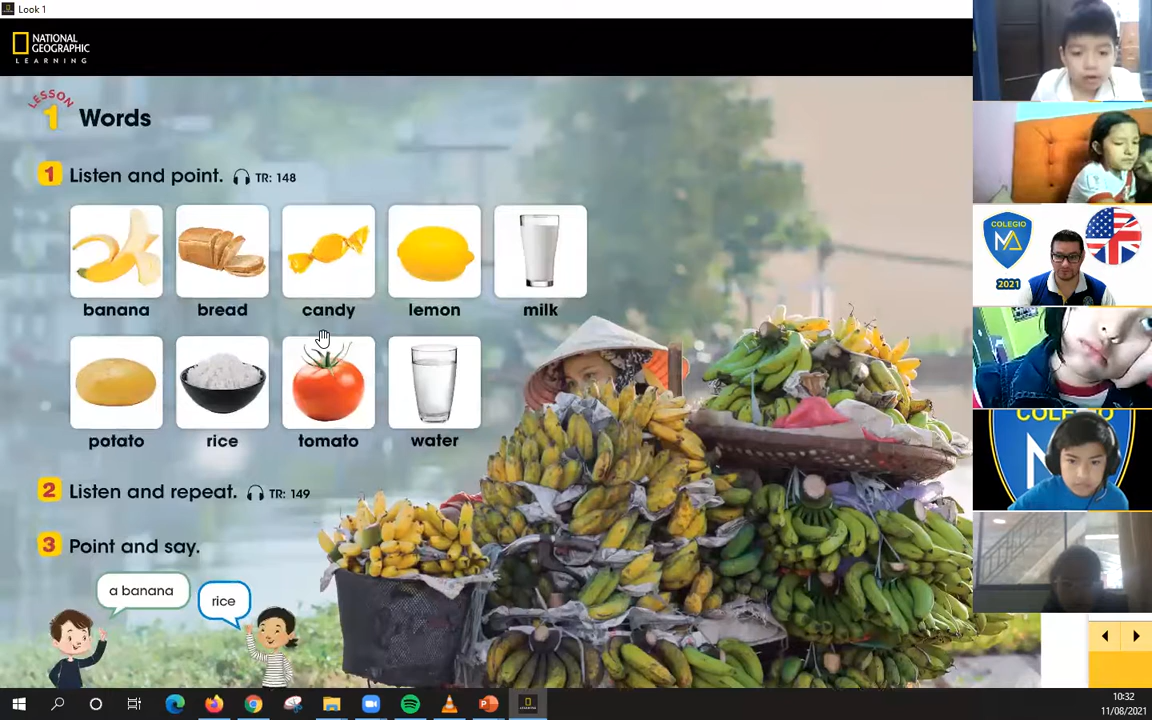 Look 1
NATIONAL
GEOGRAPHIC
LEARNING
LESSON
1 Words
1 Listen and point. TR: 148
banana bread candy lemon milk
potato rice tomato water
2 Listen and repeat. TR: 149
3 Point and say.
a banana
rice
COLEGIO
MA
2021
COLEGIO
10:32
11/08/2021